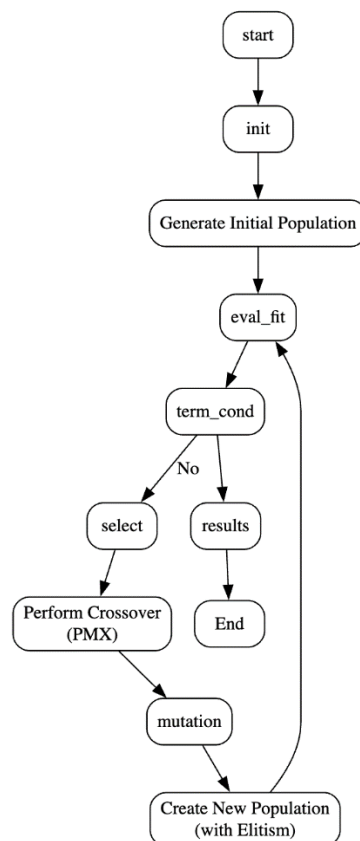 start
init
Generate Initial Population
eval_fit
term_cond
No
select
results
Perform Crossover
(PMX)
End
mutation
Create New Population
(with Elitism)